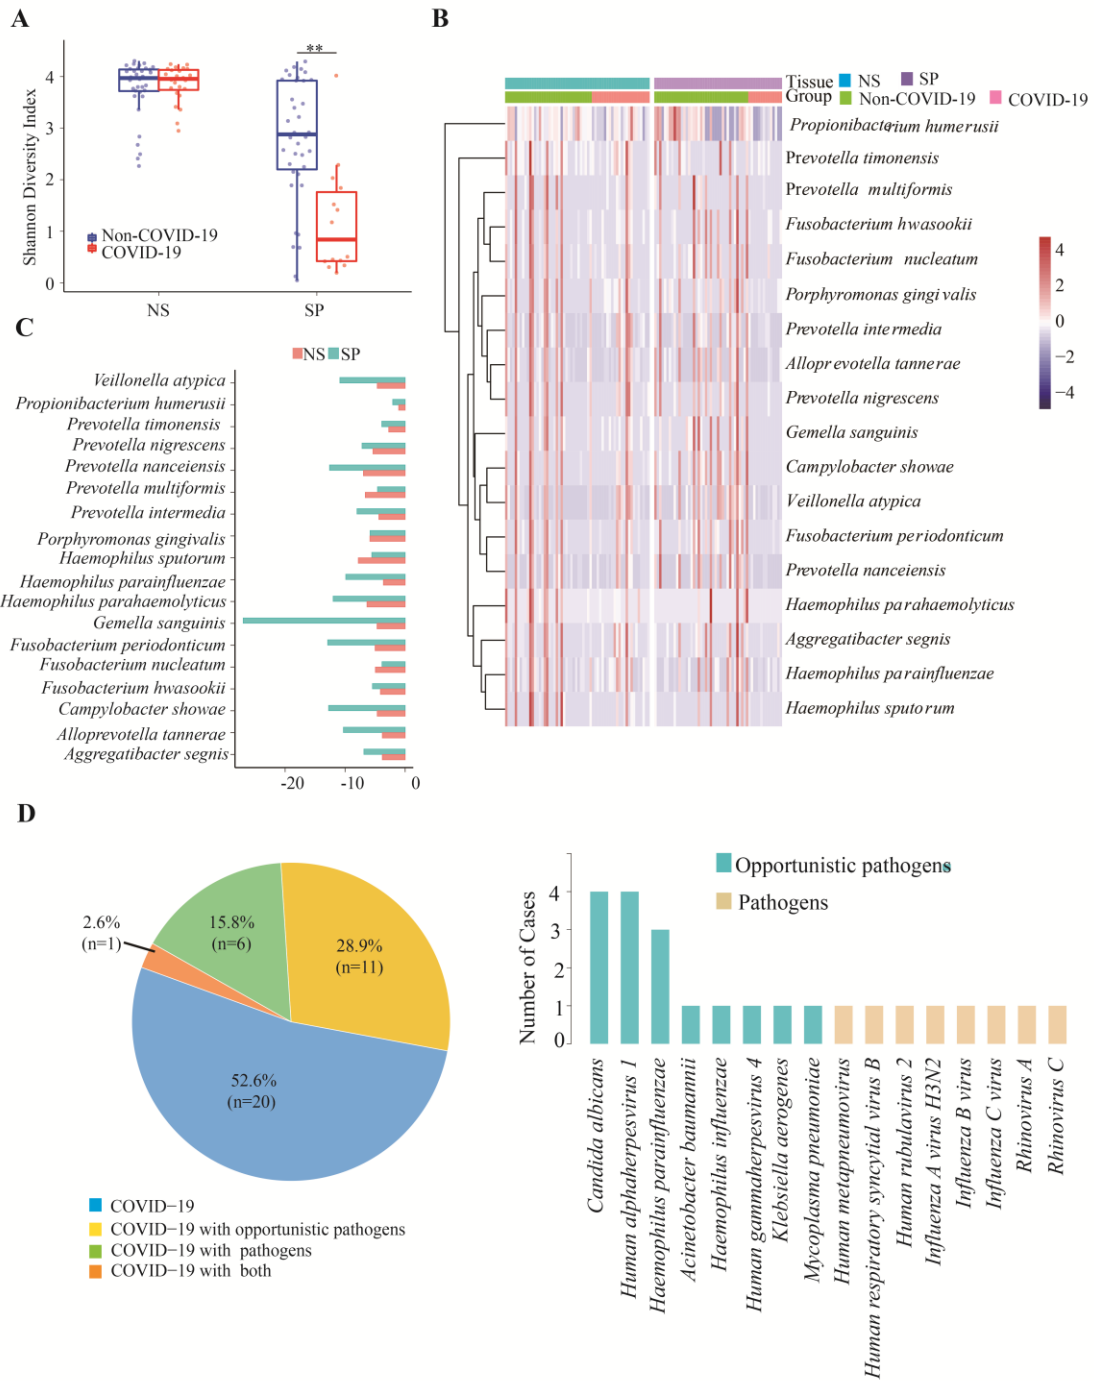 A
**
4
3
2
1
0
Shannon Diversity Index
Non-COVID-19
COVID-19
NS
SP
B
Tissue NS SP
Group Non-COVID-19 COVID-19
Propionibacterium humerusii
Prevotella timonensis
Prevotella multiformis
Fusobacterium hwasookii
Fusobacterium nucleatum
Porphyromonas gingivalis
Prevotella intermedia
Alloprevotella tannerae
Prevotella nigrescens
Gemella sanguinis
Campylobacter showae
Veillonella atypica
Fusobacterium periodonticum
Prevotella nanceiensis
Haemophilus parahaemolyticus
Aggregatibacter segnis
Haemophilus parainfluenzae
Haemophilus sputorum
4
2
0
−2
−4
C
NS SP
Veillonella atypica
Propionibacterium humerusii
Prevotella timonensis
Prevotella nigrescens
Prevotella nanceiensis
Prevotella multiformis
Prevotella intermedia
Porphyromonas gingivalis
Haemophilus sputorum
Haemophilus parainfluenzae
Haemophilus parahaemolyticus
Gemella sanguinis
Fusobacterium periodonticum
Fusobacterium nucleatum
Fusobacterium hwasookii
Campylobacter showae
Alloprevotella tannerae
Aggregatibacter segnis
-20 -10 0
D
2.6%
(n=1)
15.8%
(n=6)
28.9%
(n=11)
52.6%
(n=20)
COVID−19
COVID−19 with opportunistic pathogens
COVID−19 with pathogens
COVID−19 with both
Opportunistic pathogens
Pathogens
Number of Cases
4
3
2
1
0
Candida albicans
Human alphaherpesvirus 1
Haemophilus parainfluenzae
Acinetobacter baumannii
Haemophilus influenzae
Human gammaherpesvirus 4
Klebsiella aerogenes
Mycoplasma pneumoniae
Human metapneumovirus
Human respiratory syncytial virus B
Human rubulavirus 2
Influenza A virus H3N2
Influenza B virus
Influenza C virus
Rhinovirus A
Rhinovirus C